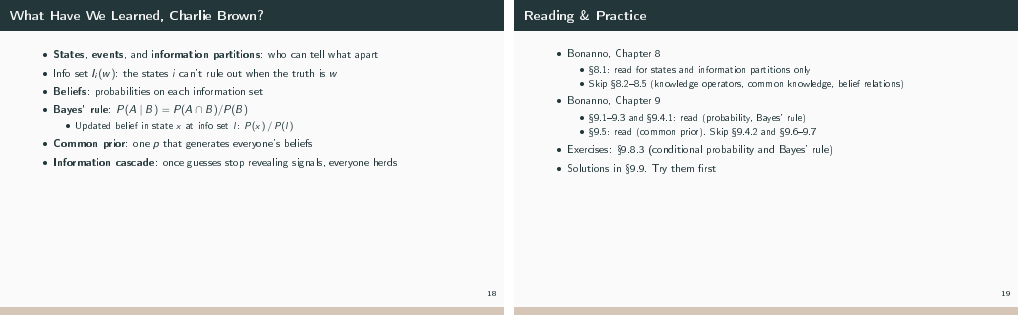 What Have We Learned, Charlie Brown?
• States, events, and information partitions: who can tell what apart
• Info set Iᵢ(w): the states i can't rule out when the truth is w
• Beliefs: probabilities on each information set
• Bayes' rule: P(A | B) = P(A ∩ B)/P(B)
• Updated belief in state x at info set I: P(x) / P(I)
• Common prior: one p that generates everyone's beliefs
• Information cascade: once guesses stop revealing signals, everyone herds
18
Reading & Practice
• Bonanno, Chapter 8
• §8.1: read for states and information partitions only
• Skip §8.2–8.5 (knowledge operators, common knowledge, belief relations)
• Bonanno, Chapter 9
• §9.1–9.3 and §9.4.1: read (probability, Bayes' rule)
• §9.5: read (common prior). Skip §9.4.2 and §9.6–9.7
• Exercises: §9.8.3 (conditional probability and Bayes' rule)
• Solutions in §9.9. Try them first
19